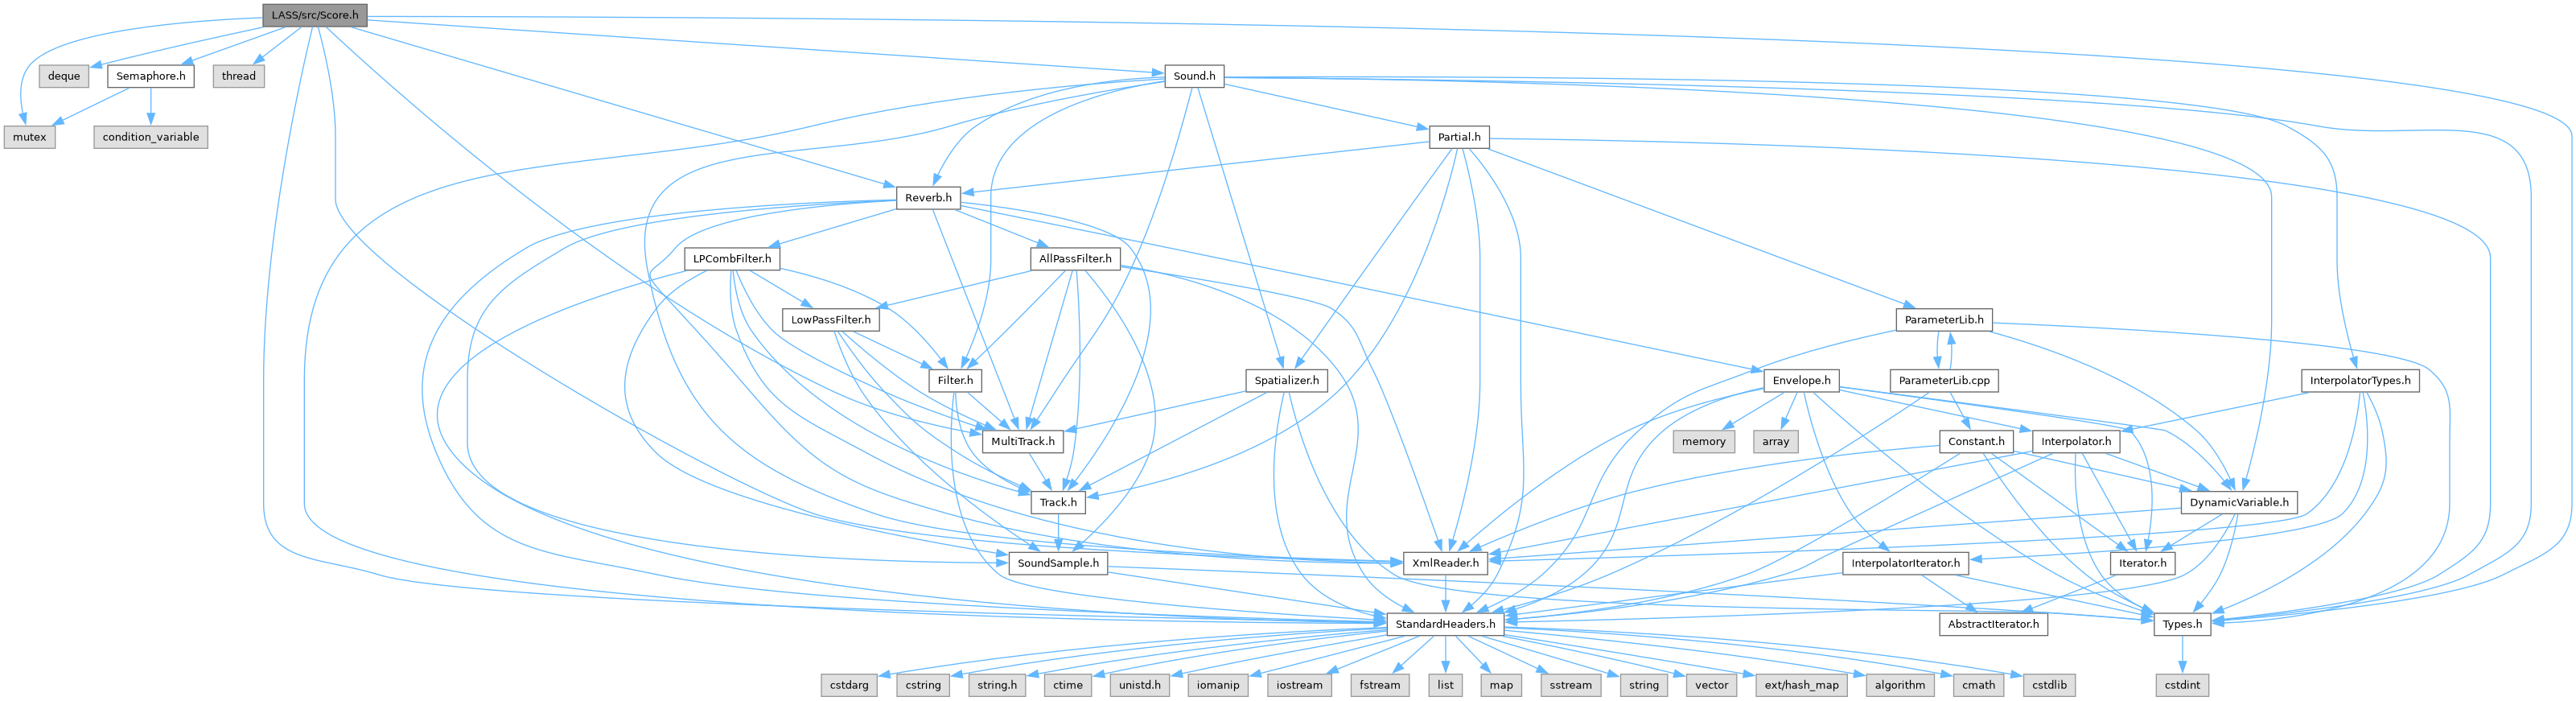 LASS/src/Score.h
deque
Semaphore.h
thread
Sound.h
mutex
condition_variable
Partial.h
Reverb.h
LPCombFilter.h
AllPassFilter.h
LowPassFilter.h
ParameterLib.h
Filter.h
Spatializer.h
Envelope.h
ParameterLib.cpp
InterpolatorTypes.h
MultiTrack.h
memory
array
Constant.h
Interpolator.h
Track.h
DynamicVariable.h
SoundSample.h
XmlReader.h
InterpolatorIterator.h
Iterator.h
StandardHeaders.h
AbstractIterator.h
Types.h
cstdarg
cstring
string.h
ctime
unistd.h
iomanip
iostream
fstream
list
map
sstream
string
vector
ext/hash_map
algorithm
cmath
cstdlib
cstdint